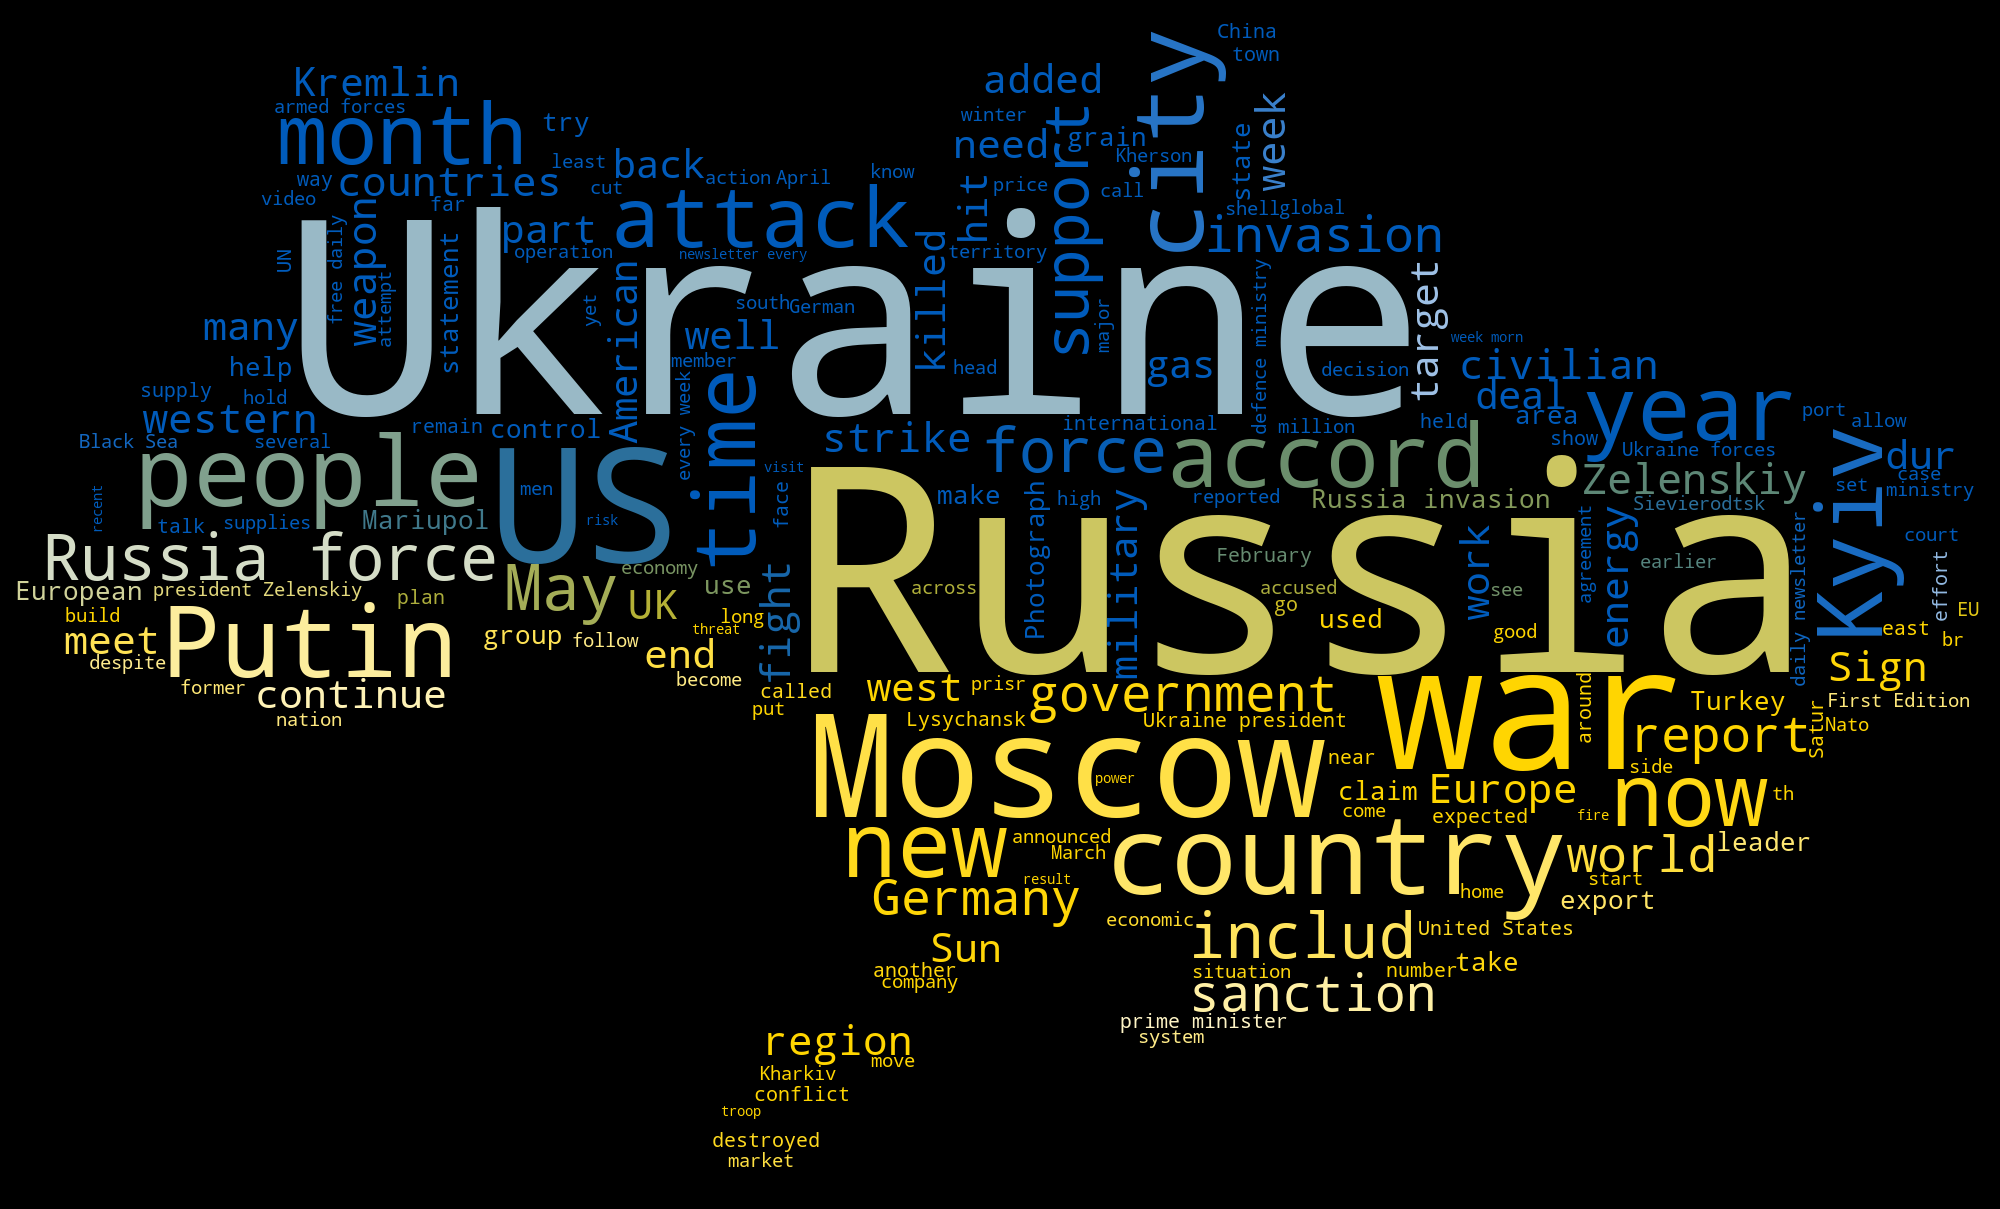 China
town
Kremlin
added
city
armed forces
month
try
winter
support
week
need
grain
state
least
back
Kherson
way
countries
cut
action
April
know
hit
price
call
video
far
attack
shell
global
weapon
part
invasion
UN
free daily
statement
operation
newsletter every
killed
territory
Ukraine
attempt
American
yet
south
German
major
defence ministry
target
many
well
week morn
help
member
head
gas
decision
civilian
supply
hold
every week
time
deal
year
western
remain
control
strike
international
million
held
area
port
allow
Black Sea
several
force
accord
show
Ukraine forces
Kyiv
dur
people
US
visit
Zelenskiy
case
recent
men
face
make
Photograph
high
military
reported
Russia invasion
set
ministry
talk
supplies
Mariupol
risk
Russia
Sievierodtsk
work
agreement
energy
daily newsletter
court
Russia force
May
economy
February
earlier
effort
European
president Zelenskiy
plan
UK
use
fight
across
accused
see
go
EU
build
Putin
long
used
east
meet
group
follow
threat
good
br
despite
end
Sign
former
continue
become
called
west
prisr
government
war
around
Turkey
First Edition
nation
put
Lysychansk
Ukraine president
report
Satur
Nato
Moscow
near
side
power
claim
Europe
now
th
come
expected
fire
new
announced
country
world
leader
March
Germany
result
home
start
export
economic
includ
United States
Sun
another
situation
number
take
company
sanction
prime minister
region
system
move
Kharkiv
conflict
troop
destroyed
market